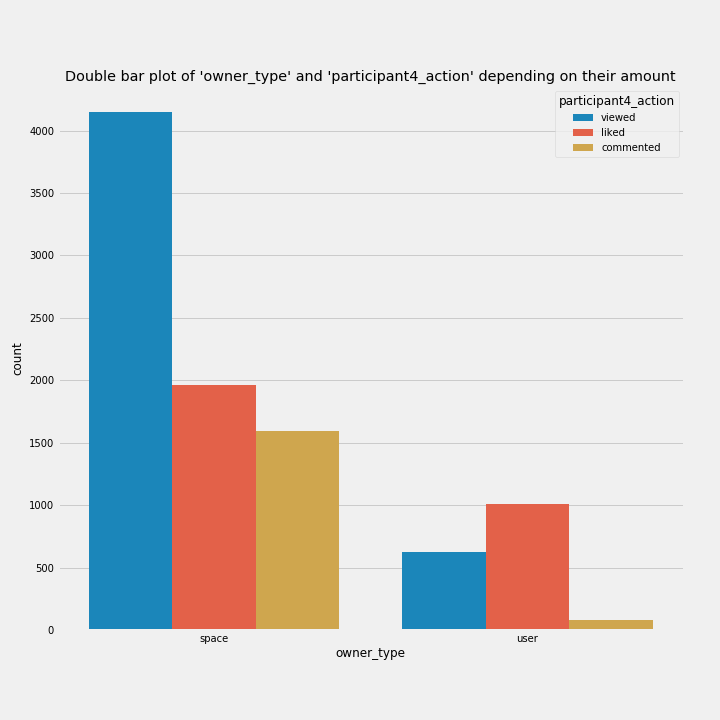 Double bar plot of 'owner_type' and 'participant4_action' depending on their amount
participant4_action
viewed
liked
commented
4000
3500
3000
2500
2000
1500
1000
500
0
count
space
user
owner_type